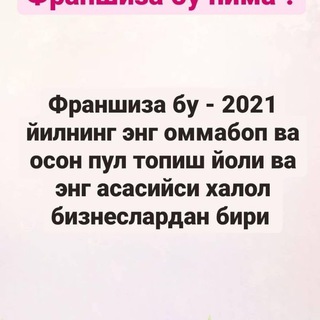 Франшиза бу нима ?
Франшиза бу - 2021
йилнинг энг оммабоп ва
осон пул топиш йоли ва
энг асасийси халол
бизнеслардан бири